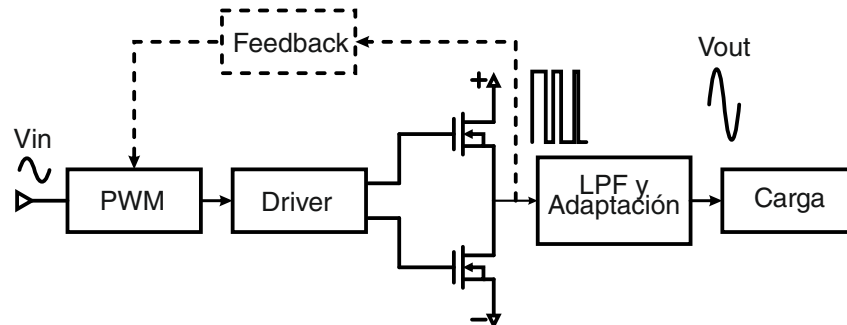 Feedback
Vout
+
Vin
PWM
Driver
LPF y
Adaptación
Carga
−